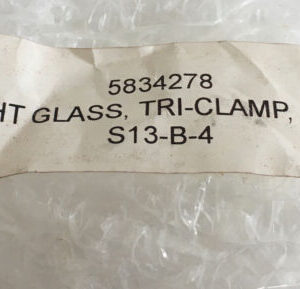 5834278
HT GLASS, TRI-CLAMP,
S13-B-4